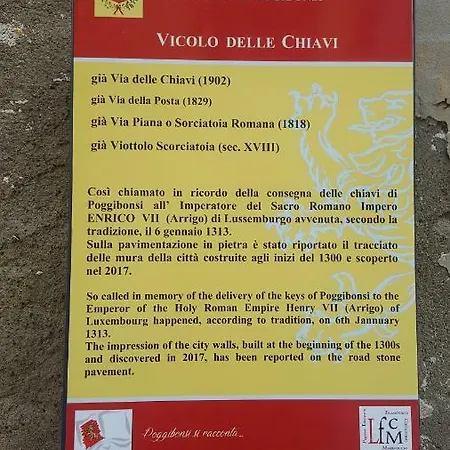 VICOLO DELLE CHIAVI
già Via delle Chiavi (1902)
già Via della Posta (1829)
già Via Piana o Sorciatoia Romana (1818)
già Viottolo Scorciatoia (sec. XVIII)
Così chiamato in ricordo della consegna delle chiavi di
Poggibonsi all' Imperatore del Sacro Romano Impero
ENRICO VII (Arrigo) di Lussemburgo avvenuta, secondo la
tradizione, il 6 gennaio 1313.
Sulla pavimentazione in pietra è stato riportato il tracciato
delle mura della città costruite agli inizi del 1300 e scoperto
nel 2017.
So called in memory of the delivery of the keys of Poggibonsi to the
Emperor of the Holy Roman Empire Henry VII (Arrigo) of
Luxembourg happened, according to tradition, on 6th Jannuary
1313.
The impression of the city walls, built at the beginning of the 1300s
and discovered in 2017, has been reported on the road stone
pavement.
Poggibonsi si racconta...
LfcM